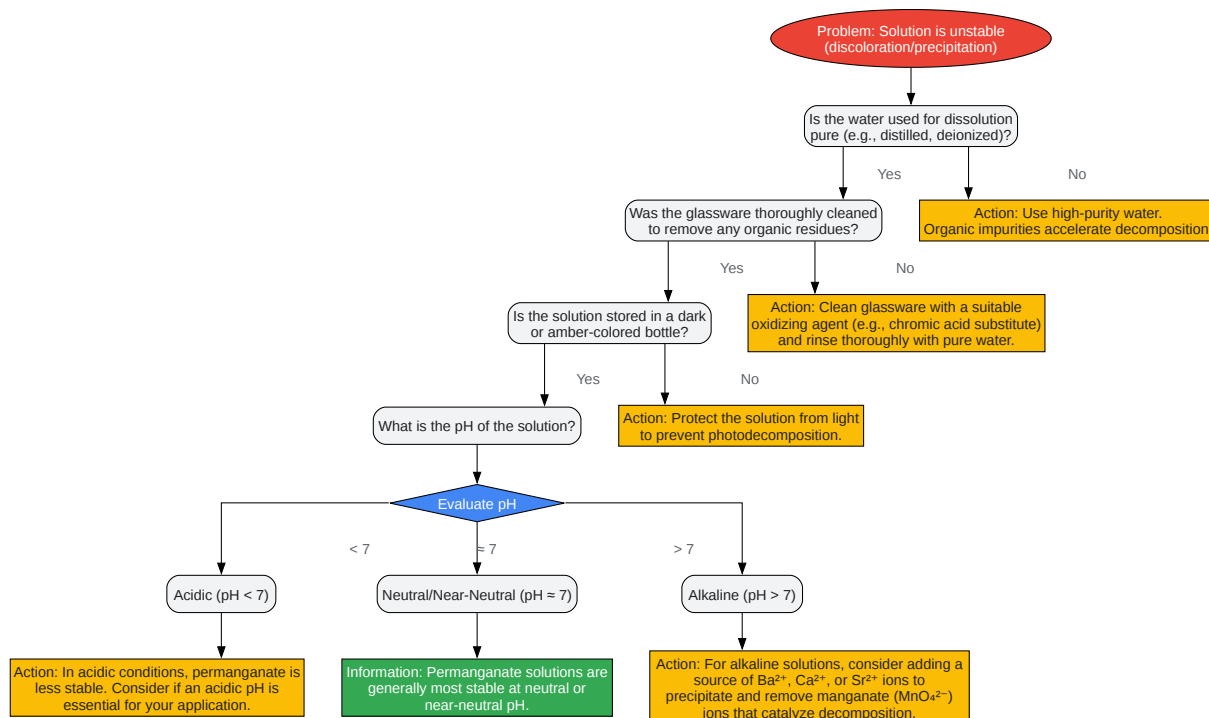 Problem: Solution is unstable
(discoloration/precipitation)
Is the water used for dissolution
pure (e.g., distilled, deionized)?
Yes
No
Was the glassware thoroughly cleaned
to remove any organic residues?
Action: Use high-purity water.
Organic impurities accelerate decomposition
Yes
No
Is the solution stored in a dark
or amber-colored bottle?
Action: Clean glassware with a suitable
oxidizing agent (e.g., chromic acid substitute)
and rinse thoroughly with pure water.
Yes
No
What is the pH of the solution?
Action: Protect the solution from light
to prevent photodecomposition.
Evaluate pH
< 7
≈ 7
> 7
Acidic (pH < 7)
Neutral/Near-Neutral (pH ≈ 7)
Alkaline (pH > 7)
Action: In acidic conditions, permanganate is
less stable. Consider if an acidic pH is
essential for your application.
Information: Permanganate solutions are
generally most stable at neutral or
near-neutral pH.
Action: For alkaline solutions, consider adding a
source of Ba²⁺, Ca²⁺, or Sr²⁺ ions to
precipitate and remove manganate (MnO₄²⁻)
ions that catalyze decomposition.